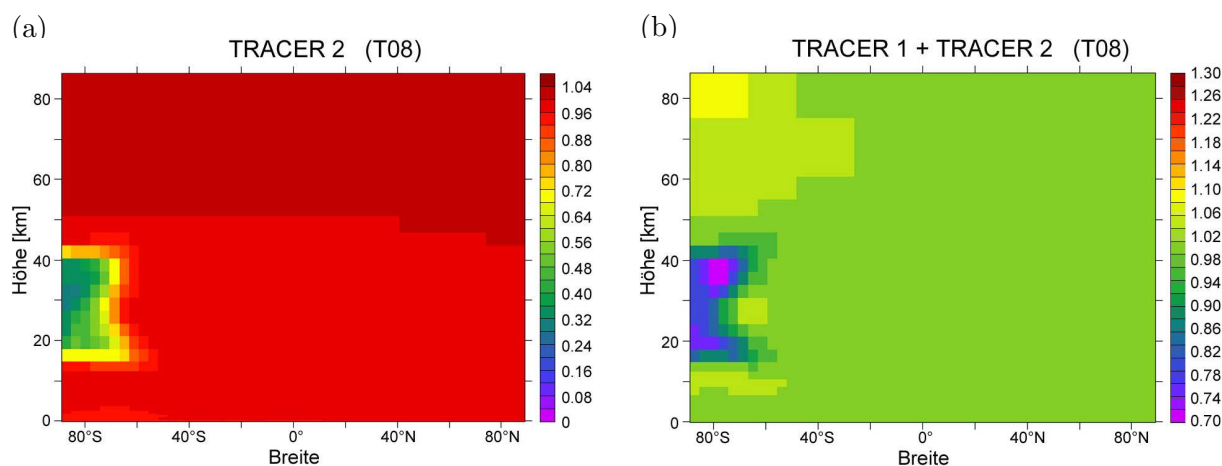 (a)
TRACER 2 (T08)
Höhe [km]
80
60
40
20
0
80°S
40°S
0°
40°N
80°N
Breite
1.04
0.96
0.88
0.80
0.72
0.64
0.56
0.48
0.40
0.32
0.24
0.16
0.08
0
(b)
TRACER 1 + TRACER 2 (T08)
Höhe [km]
80
60
40
20
0
80°S
40°S
0°
40°N
80°N
Breite
1.30
1.26
1.22
1.18
1.14
1.10
1.06
1.02
0.98
0.94
0.90
0.86
0.82
0.78
0.74
0.70